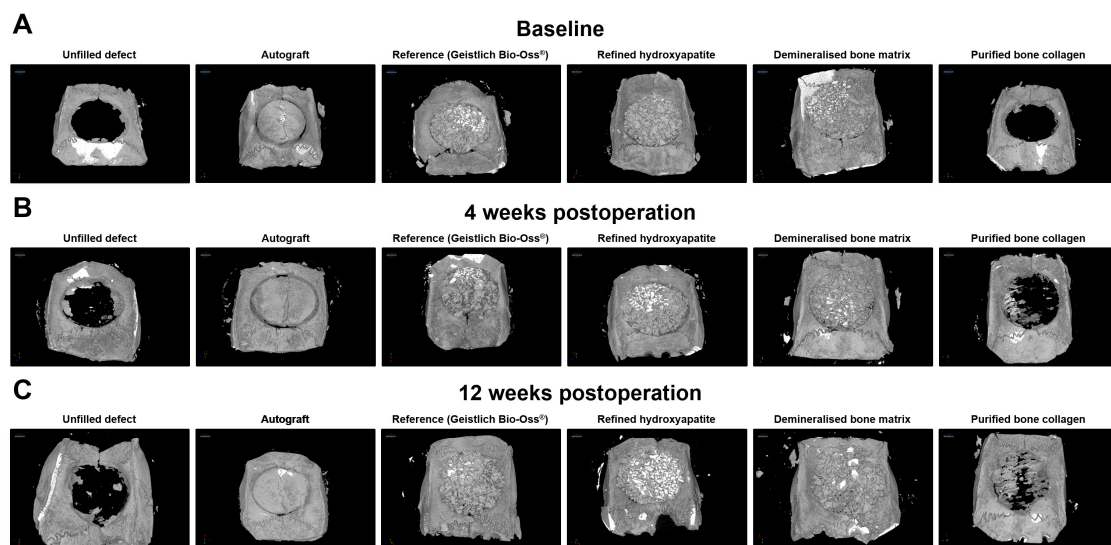 A
Baseline
Unfilled defect
Autograft
Reference (Geistlich Bio-Oss®)
Refined hydroxyapatite
Demineralised bone matrix
Purified bone collagen
B
4 weeks postoperation
Unfilled defect
Autograft
Reference (Geistlich Bio-Oss®)
Refined hydroxyapatite
Demineralised bone matrix
Purified bone collagen
C
12 weeks postoperation
Unfilled defect
Autograft
Reference (Geistlich Bio-Oss®)
Refined hydroxyapatite
Demineralised bone matrix
Purified bone collagen